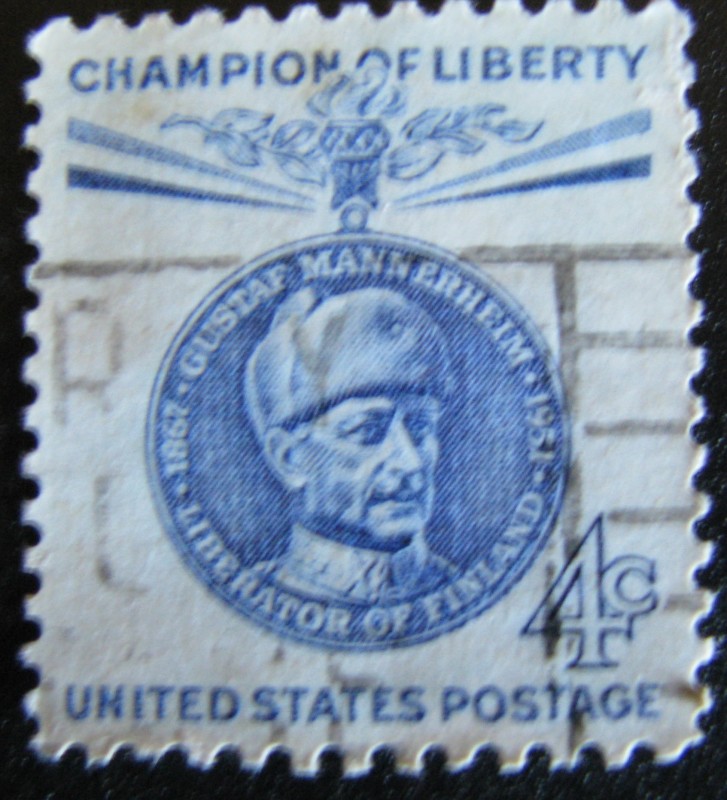 CHAMPION OF LIBERTY
1867 · GUSTAF MANNERHEIM · 1951
LIBERATOR OF FINLAND
4¢
UNITED STATES POSTAGE